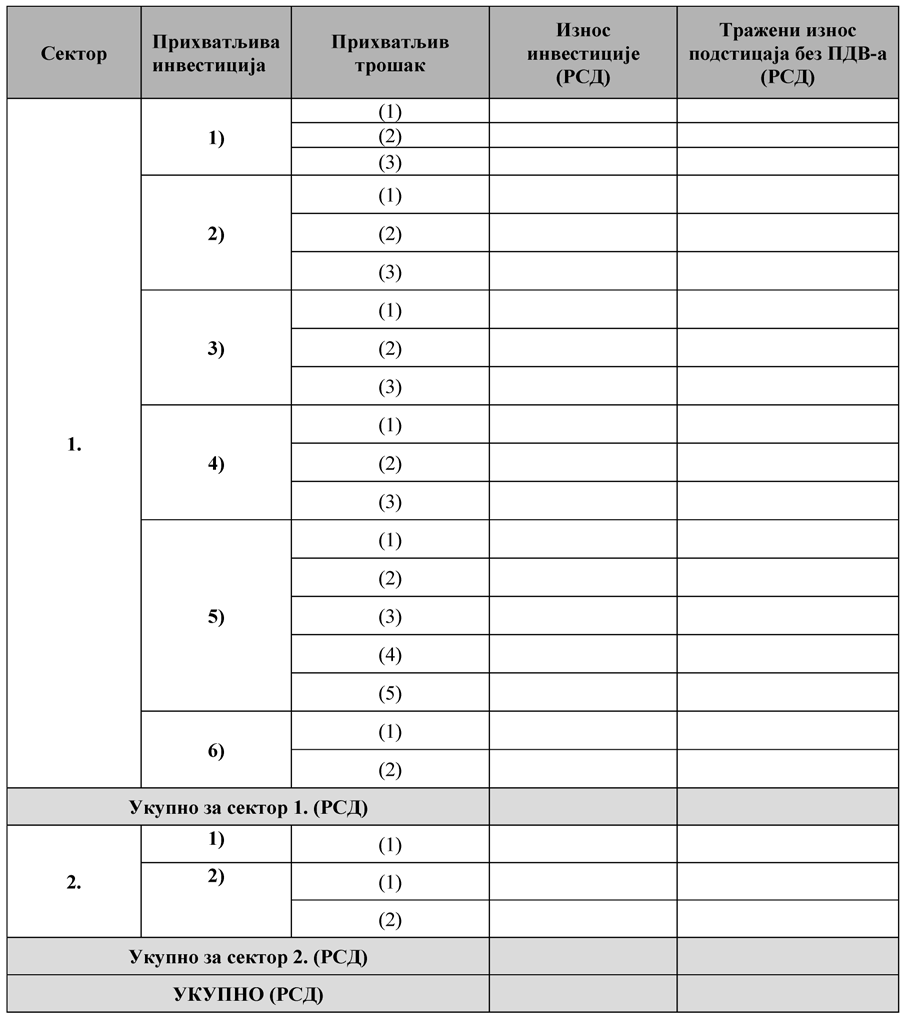 Сектор
Прихватљива
инвестиција
Прихватљив
трошак
Износ
инвестиције
(РСД)
Тражени износ
подстицаја без ПДВ-а
(РСД)
1.
1)
(1)
(2)
(3)
2)
(1)
(2)
(3)
3)
(1)
(2)
(3)
4)
(1)
(2)
(3)
5)
(1)
(2)
(3)
(4)
(5)
6)
(1)
(2)
Укупно за сектор 1. (РСД)
2.
1)
(1)
2)
(1)
(2)
Укупно за сектор 2. (РСД)
УКУПНО (РСД)